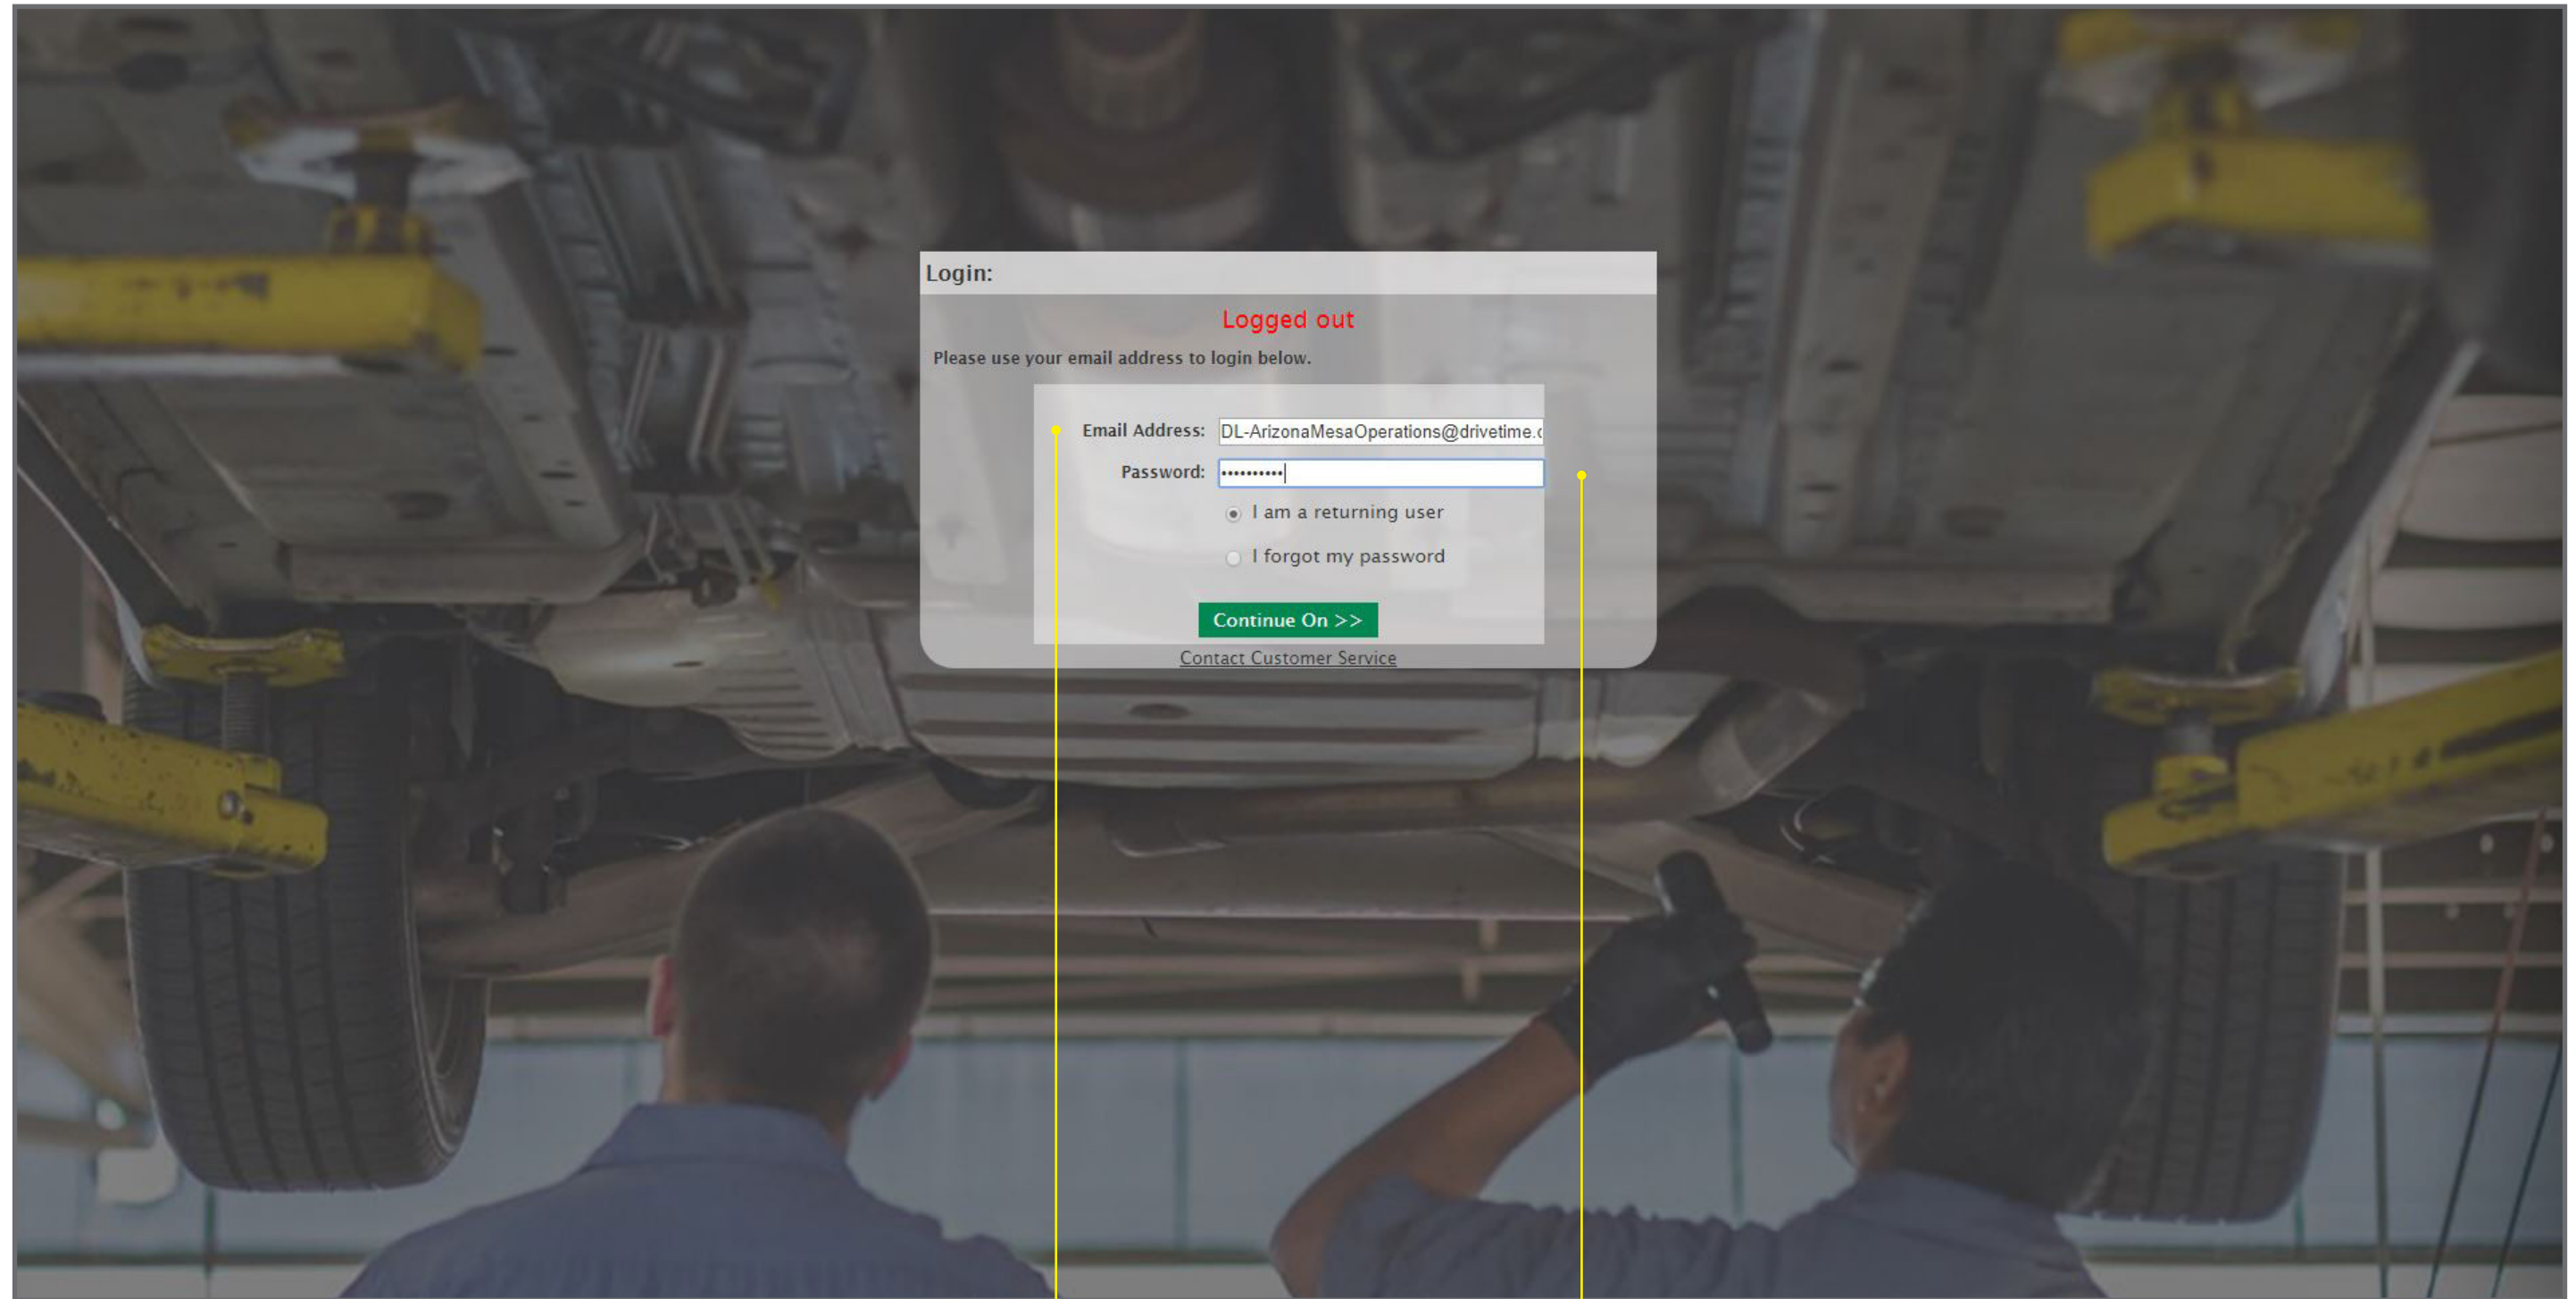 Login:
Logged out
Please use your email address to login below.
Email Address: DL-ArizonaMesaOperations@drivetime.c
Password: ••••••••••
I am a returning user
I forgot my password
Continue On >>
Contact Customer Service